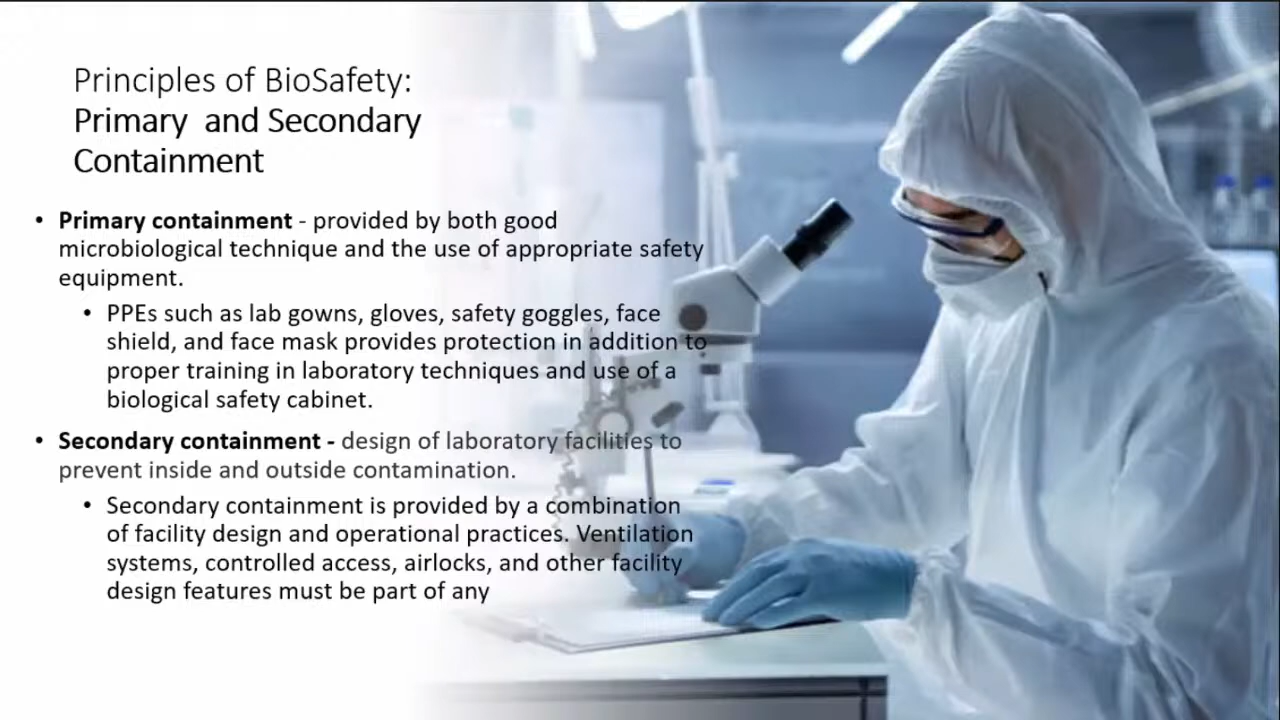 Principles of BioSafety:
Primary and Secondary
Containment
• Primary containment - provided by both good
microbiological technique and the use of appropriate safety
equipment.
• PPEs such as lab gowns, gloves, safety goggles, face
shield, and face mask provides protection in addition to
proper training in laboratory techniques and use of a
biological safety cabinet.
• Secondary containment - design of laboratory facilities to
prevent inside and outside contamination.
• Secondary containment is provided by a combination
of facility design and operational practices. Ventilation
systems, controlled access, airlocks, and other facility
design features must be part of any